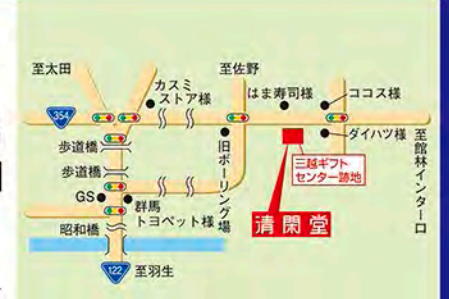 至太田
至佐野
カスミ
ストア様
はま寿司様
ココス様
354
歩道橋
ダイハツ様
至館林インター口
旧ボーリング場
三越ギフト
センター跡地
歩道橋
GS
群馬
トヨペット様
清閑堂
昭和橋
122
至羽生